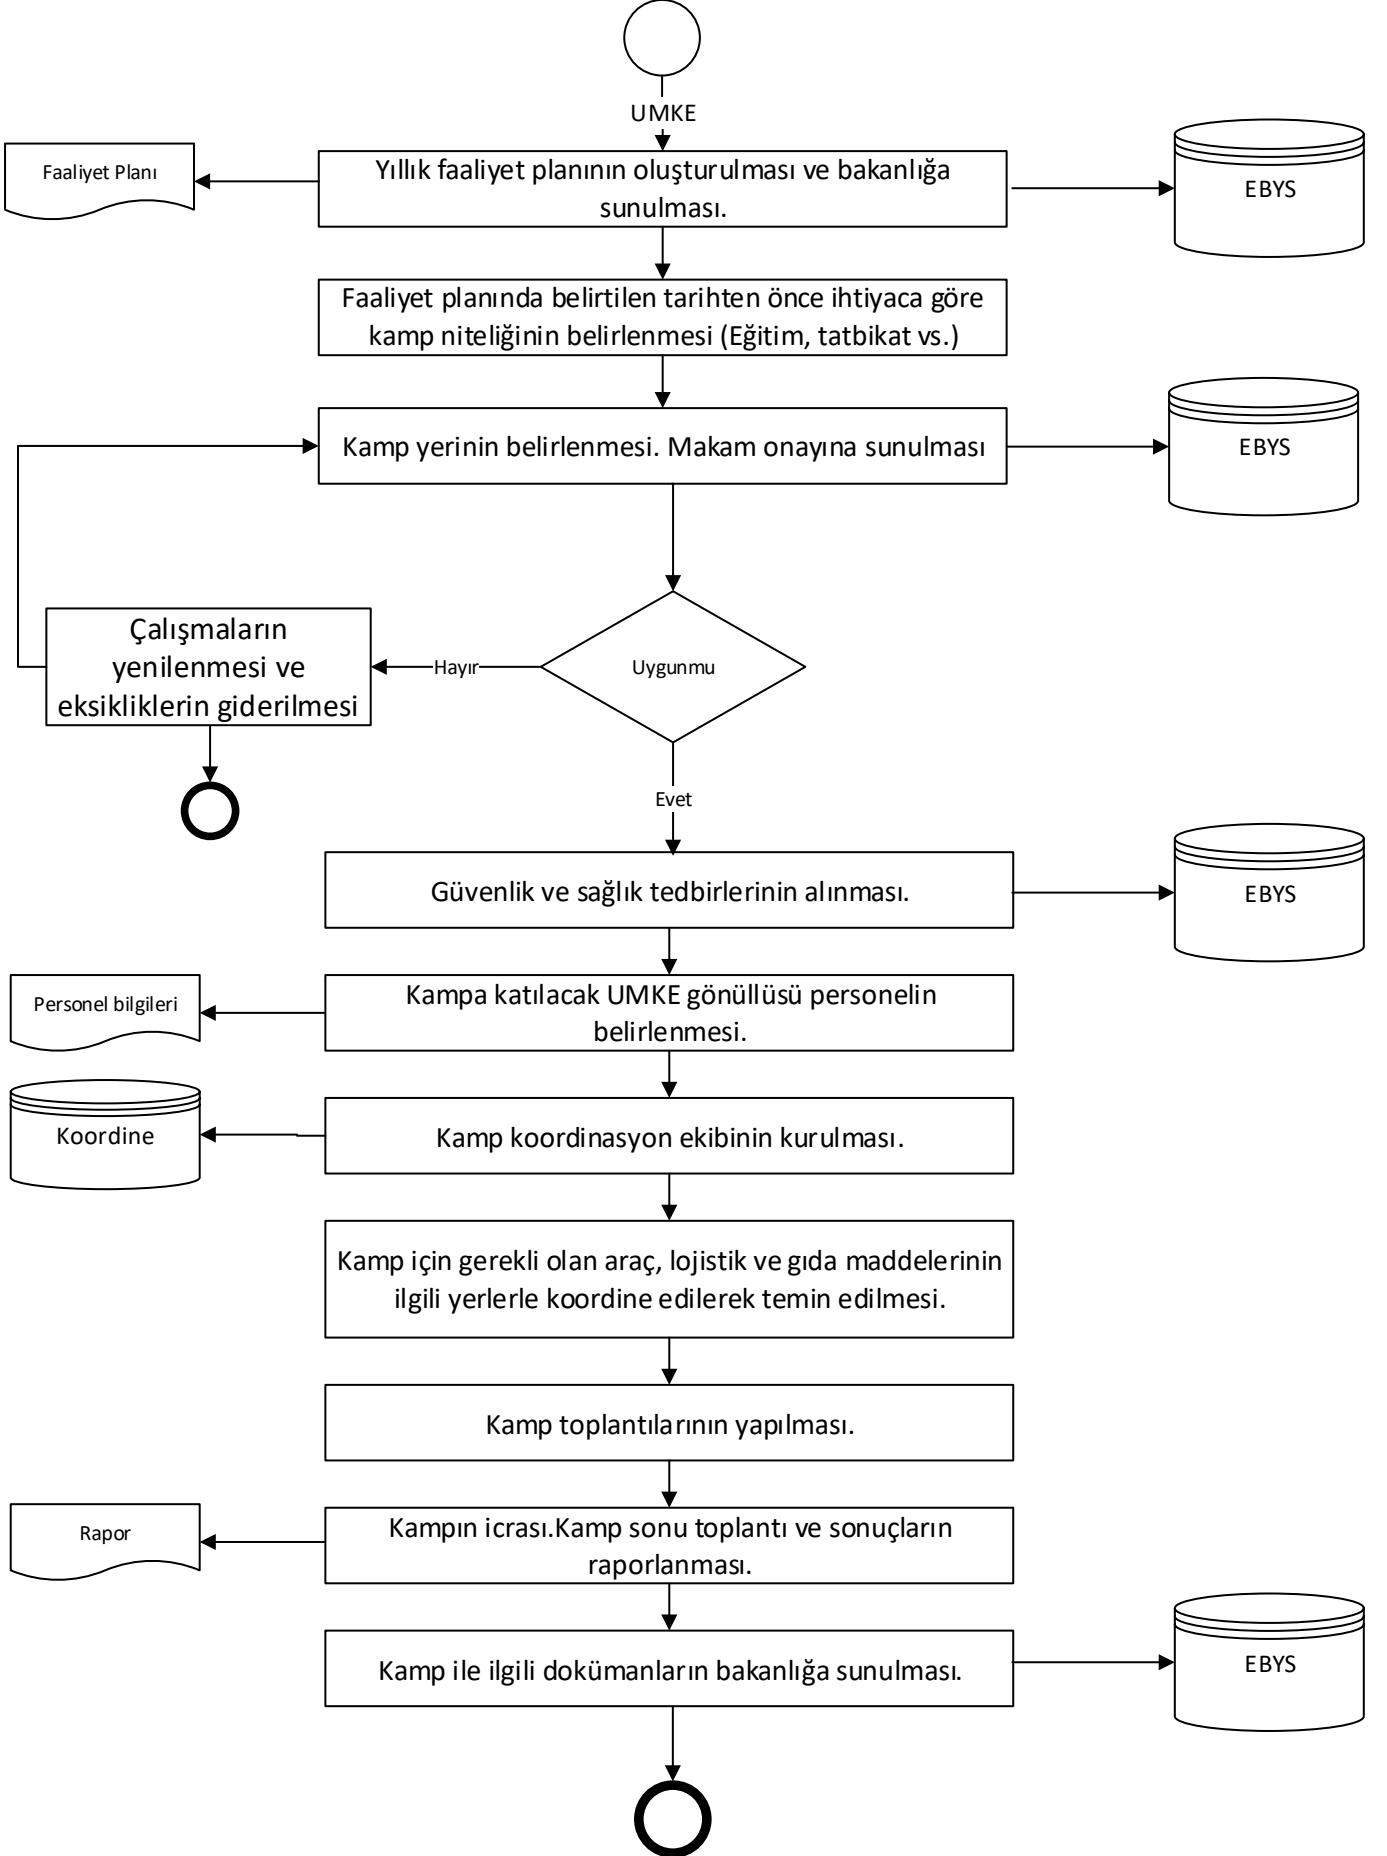 UMKE
Faaliyet Planı
Yıllık faaliyet planının oluşturulması ve bakanlığa
sunulması.
EBYS
Faaliyet planında belirtilen tarihten önce ihtiyaca göre
kamp niteliğinin belirlenmesi (Eğitim, tatbikat vs.)
Kamp yerinin belirlenmesi. Makam onayına sunulması
EBYS
Çalışmaların
yenilenmesi ve
eksikliklerin giderilmesi
Hayır
Uygunmu
Evet
Güvenlik ve sağlık tedbirlerinin alınması.
EBYS
Personel bilgileri
Kampa katılacak UMKE gönüllüsü personelin
belirlenmesi.
Koordine
Kamp koordinasyon ekibinin kurulması.
Kamp için gerekli olan araç, lojistik ve gıda maddelerinin
ilgili yerlerle koordine edilerek temin edilmesi.
Kamp toplantılarının yapılması.
Rapor
Kampın icrası.Kamp sonu toplantı ve sonuçların
raporlanması.
Kamp ile ilgili dokümanların bakanlığa sunulması.
EBYS